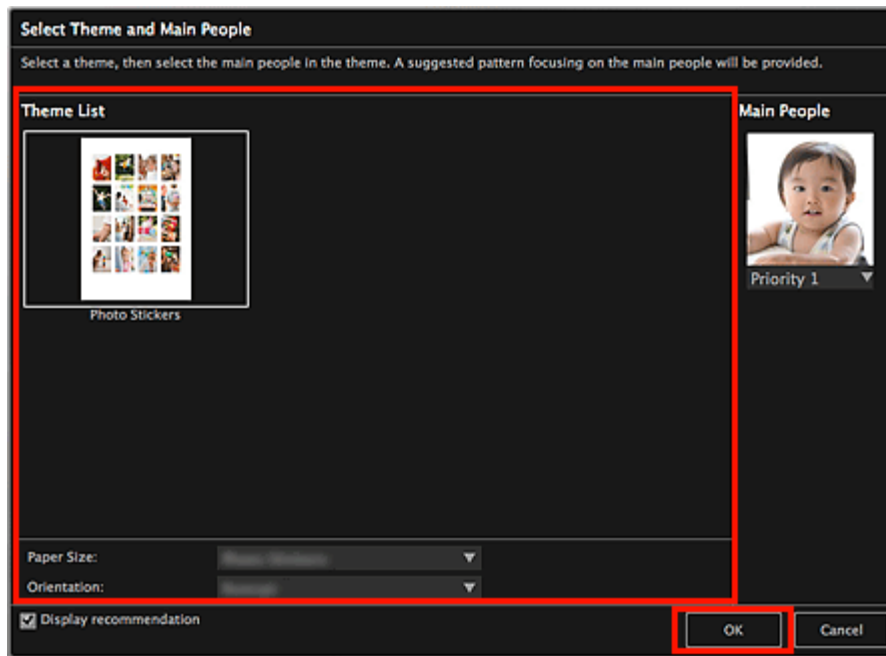 Select Theme and Main People
Select a theme, then select the main people in the theme. A suggested pattern focusing on the main people will be provided.
Theme List
Main People
Photo Stickers
Priority 1
Paper Size:
Orientation:
Display recommendation
OK
Cancel